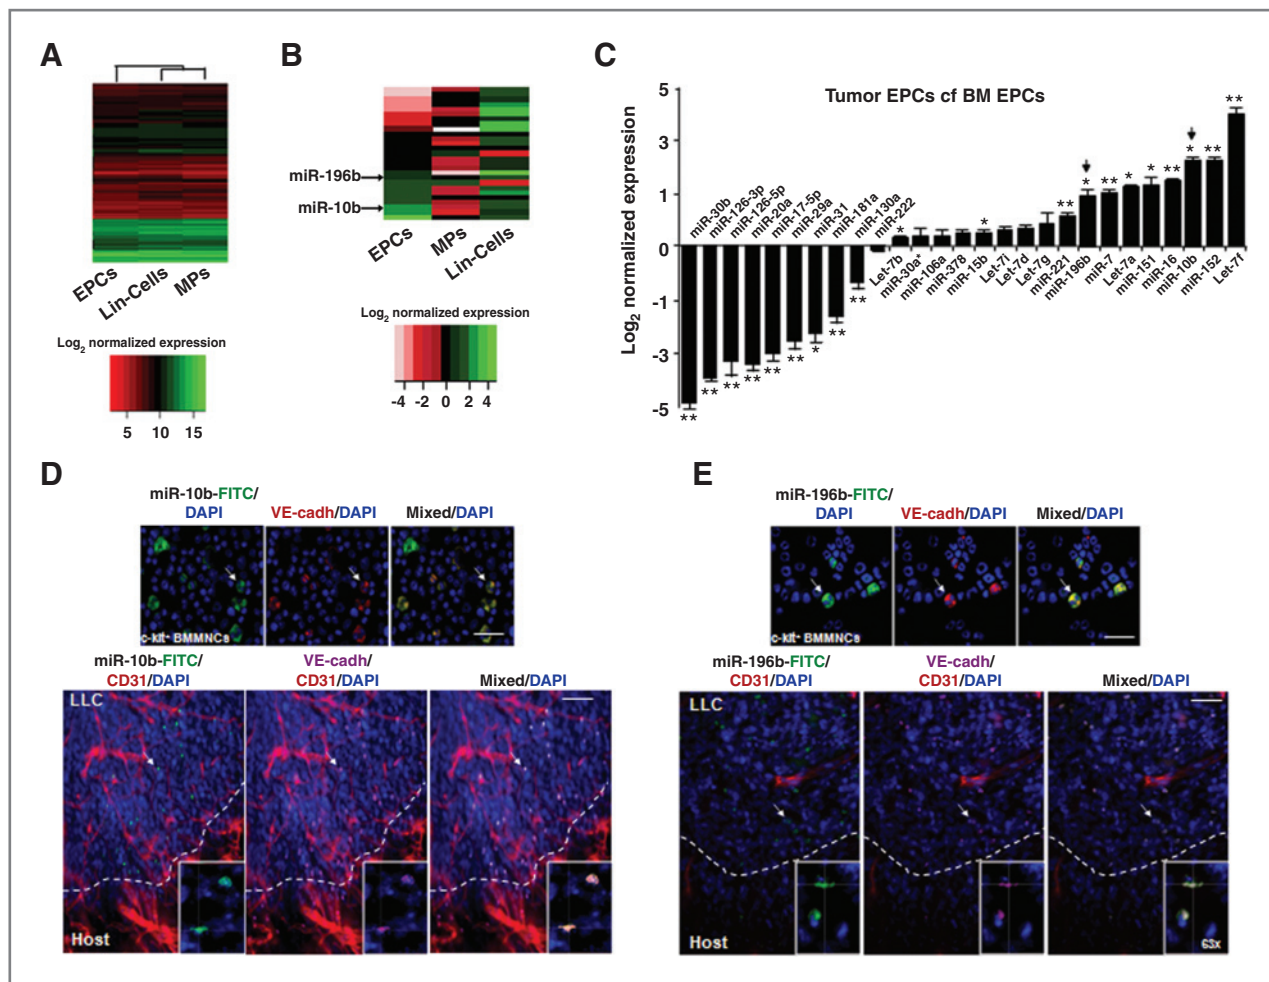 A
EPCs
Lin-Cells
MPs
Log2 normalized expression
5 10 15
B
miR-196b
miR-10b
EPCs
MPs
Lin-Cells
Log2 normalized expression
-4 -2 0 2 4
C
Tumor EPCs cf BM EPCs
Log2 normalized expression
5
3
1
0
-1
-3
-5
miR-30b
miR-126-3p
miR-126-5p
miR-20a
miR-17-5p
miR-29a
miR-31
miR-181a
miR-130a
miR-222
Let-7b
miR-30a*
miR-106a
miR-378
miR-15b
Let-7i
Let-7d
Let-7g
miR-221
miR-196b
miR-7
Let-7a
miR-151
miR-16
miR-10b
miR-152
Let-7f
** ** ** ** ** ** * ** **
* * ** * ** * * ** * ** **
D
miR-10b-FITC/
DAPI VE-cadh/DAPI Mixed/DAPI
c-kit+ BMMNCs
miR-10b-FITC/ VE-cadh/
CD31/DAPI CD31/DAPI Mixed/DAPI
LLC
Host
E
miR-196b-FITC/
DAPI VE-cadh/DAPI Mixed/DAPI
c-kit+ BMMNCs
miR-196b-FITC/ VE-cadh/
CD31/DAPI CD31/DAPI Mixed/DAPI
LLC
Host
63x